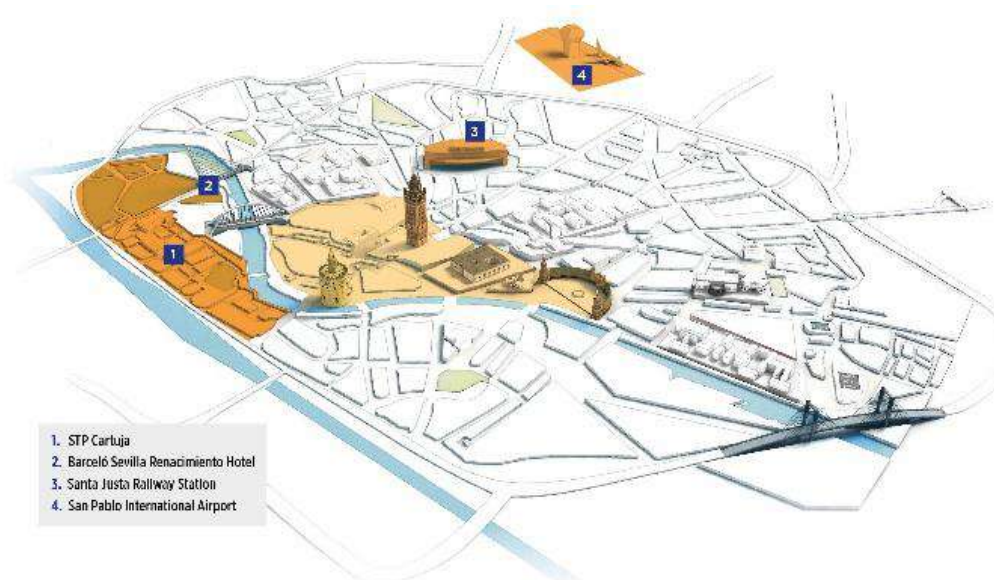 4
3
2
1
1. STP Cartuja
2. Barceló Sevilla Renacimiento Hotel
3. Santa Justa Railway Station
4. San Pablo International Airport